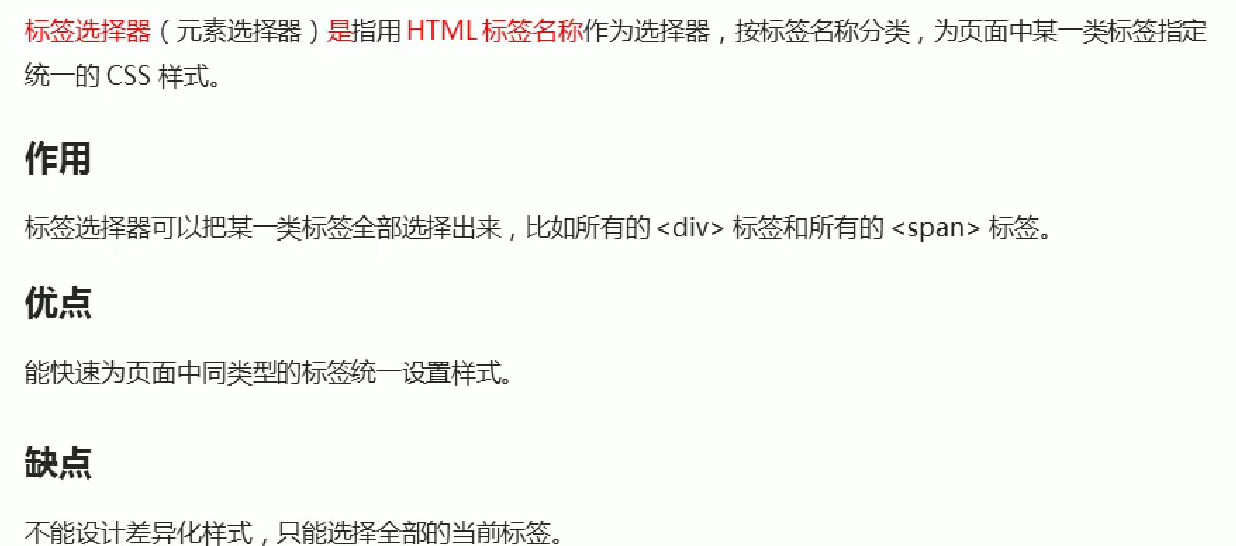 标签选择器（元素选择器）是指用 HTML 标签名称作为选择器，按标签名称分类，为页面中某一类标签指定
统一的 CSS 样式。
作用
标签选择器可以把某一类标签全部选择出来，比如所有的 <div> 标签和所有的 <span> 标签。
优点
能快速为页面中同类型的标签统一设置样式。
缺点
不能设计差异化样式，只能选择全部的当前标签。